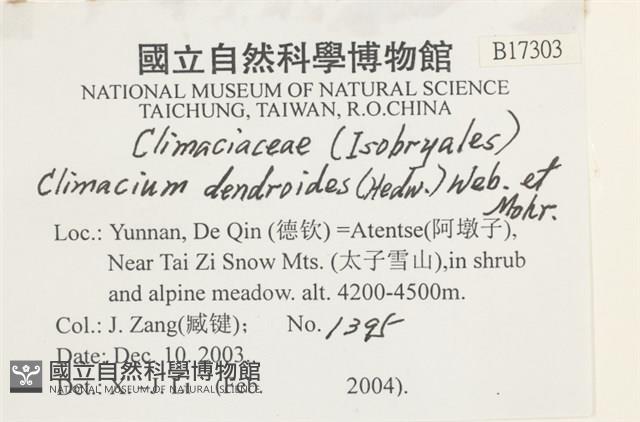 國立自然科學博物館
B17303
NATIONAL MUSEUM OF NATURAL SCIENCE
TAICHUNG, TAIWAN, R.O.CHINA
Climaciaceae (Isobryales)
Climacium dendroides (Hedw.) Web. et
Mohr.
Loc.: Yunnan, De Qin (德钦) =Atentse(阿墩子),
Near Tai Zi Snow Mts. (太子雪山),in shrub
and alpine meadow. alt. 4200-4500m.
Col.: J. Zang(臧键); No. 1395
Date: Dec. 10, 2003.
國立自然科學博物館
Det. X. J. Li (Feb 2004).
NATIONAL MUSEUM OF NATURAL SCIENCE